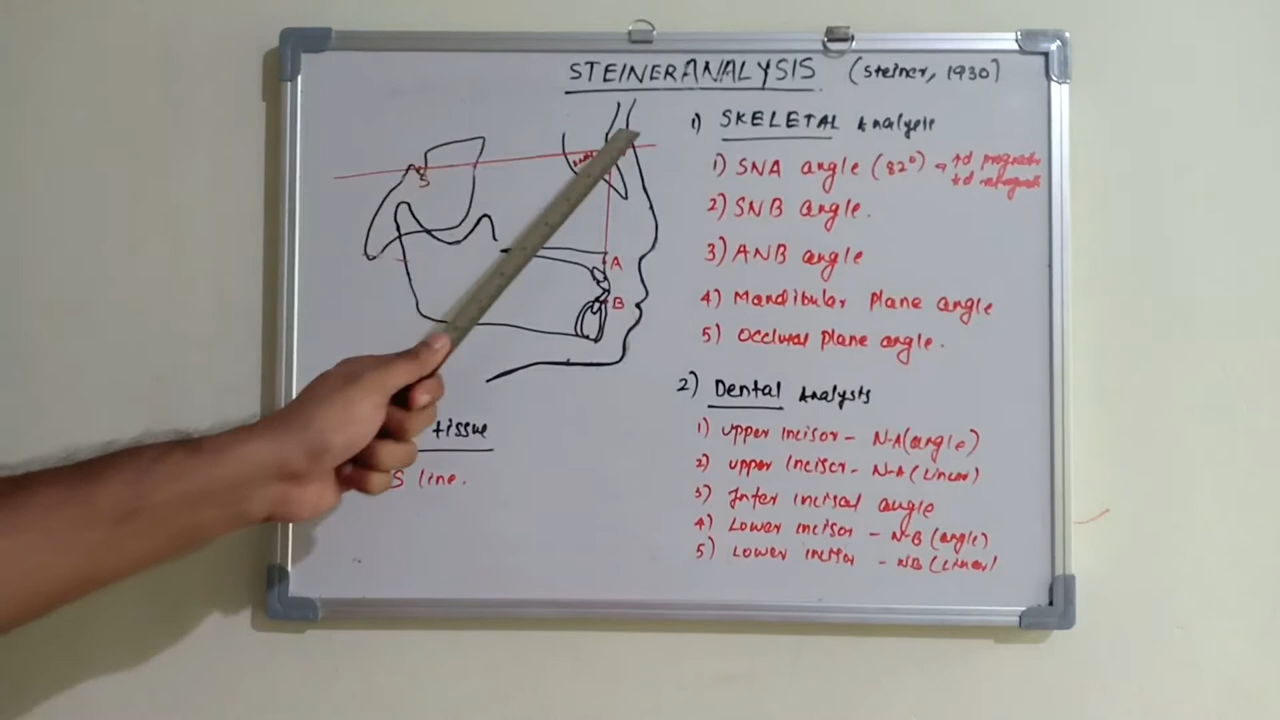 STEINER ANALYSIS (Steiner, 1930)
1) SKELETAL Analysis
1) SNA angle (82°) →
2) SNB angle.
3) ANB angle
4) Mandibular plane angle
5) Occlusal plane angle.
2) Dental Analysis
1) Upper incisor - N-A (angle)
2) Upper Incisor - N-A (Linear)
3) Inter incisal angle
4) Lower incisor - N-B (angle)
5) Lower incisor - NB (Linear)
S
A
B
tissue
S line.